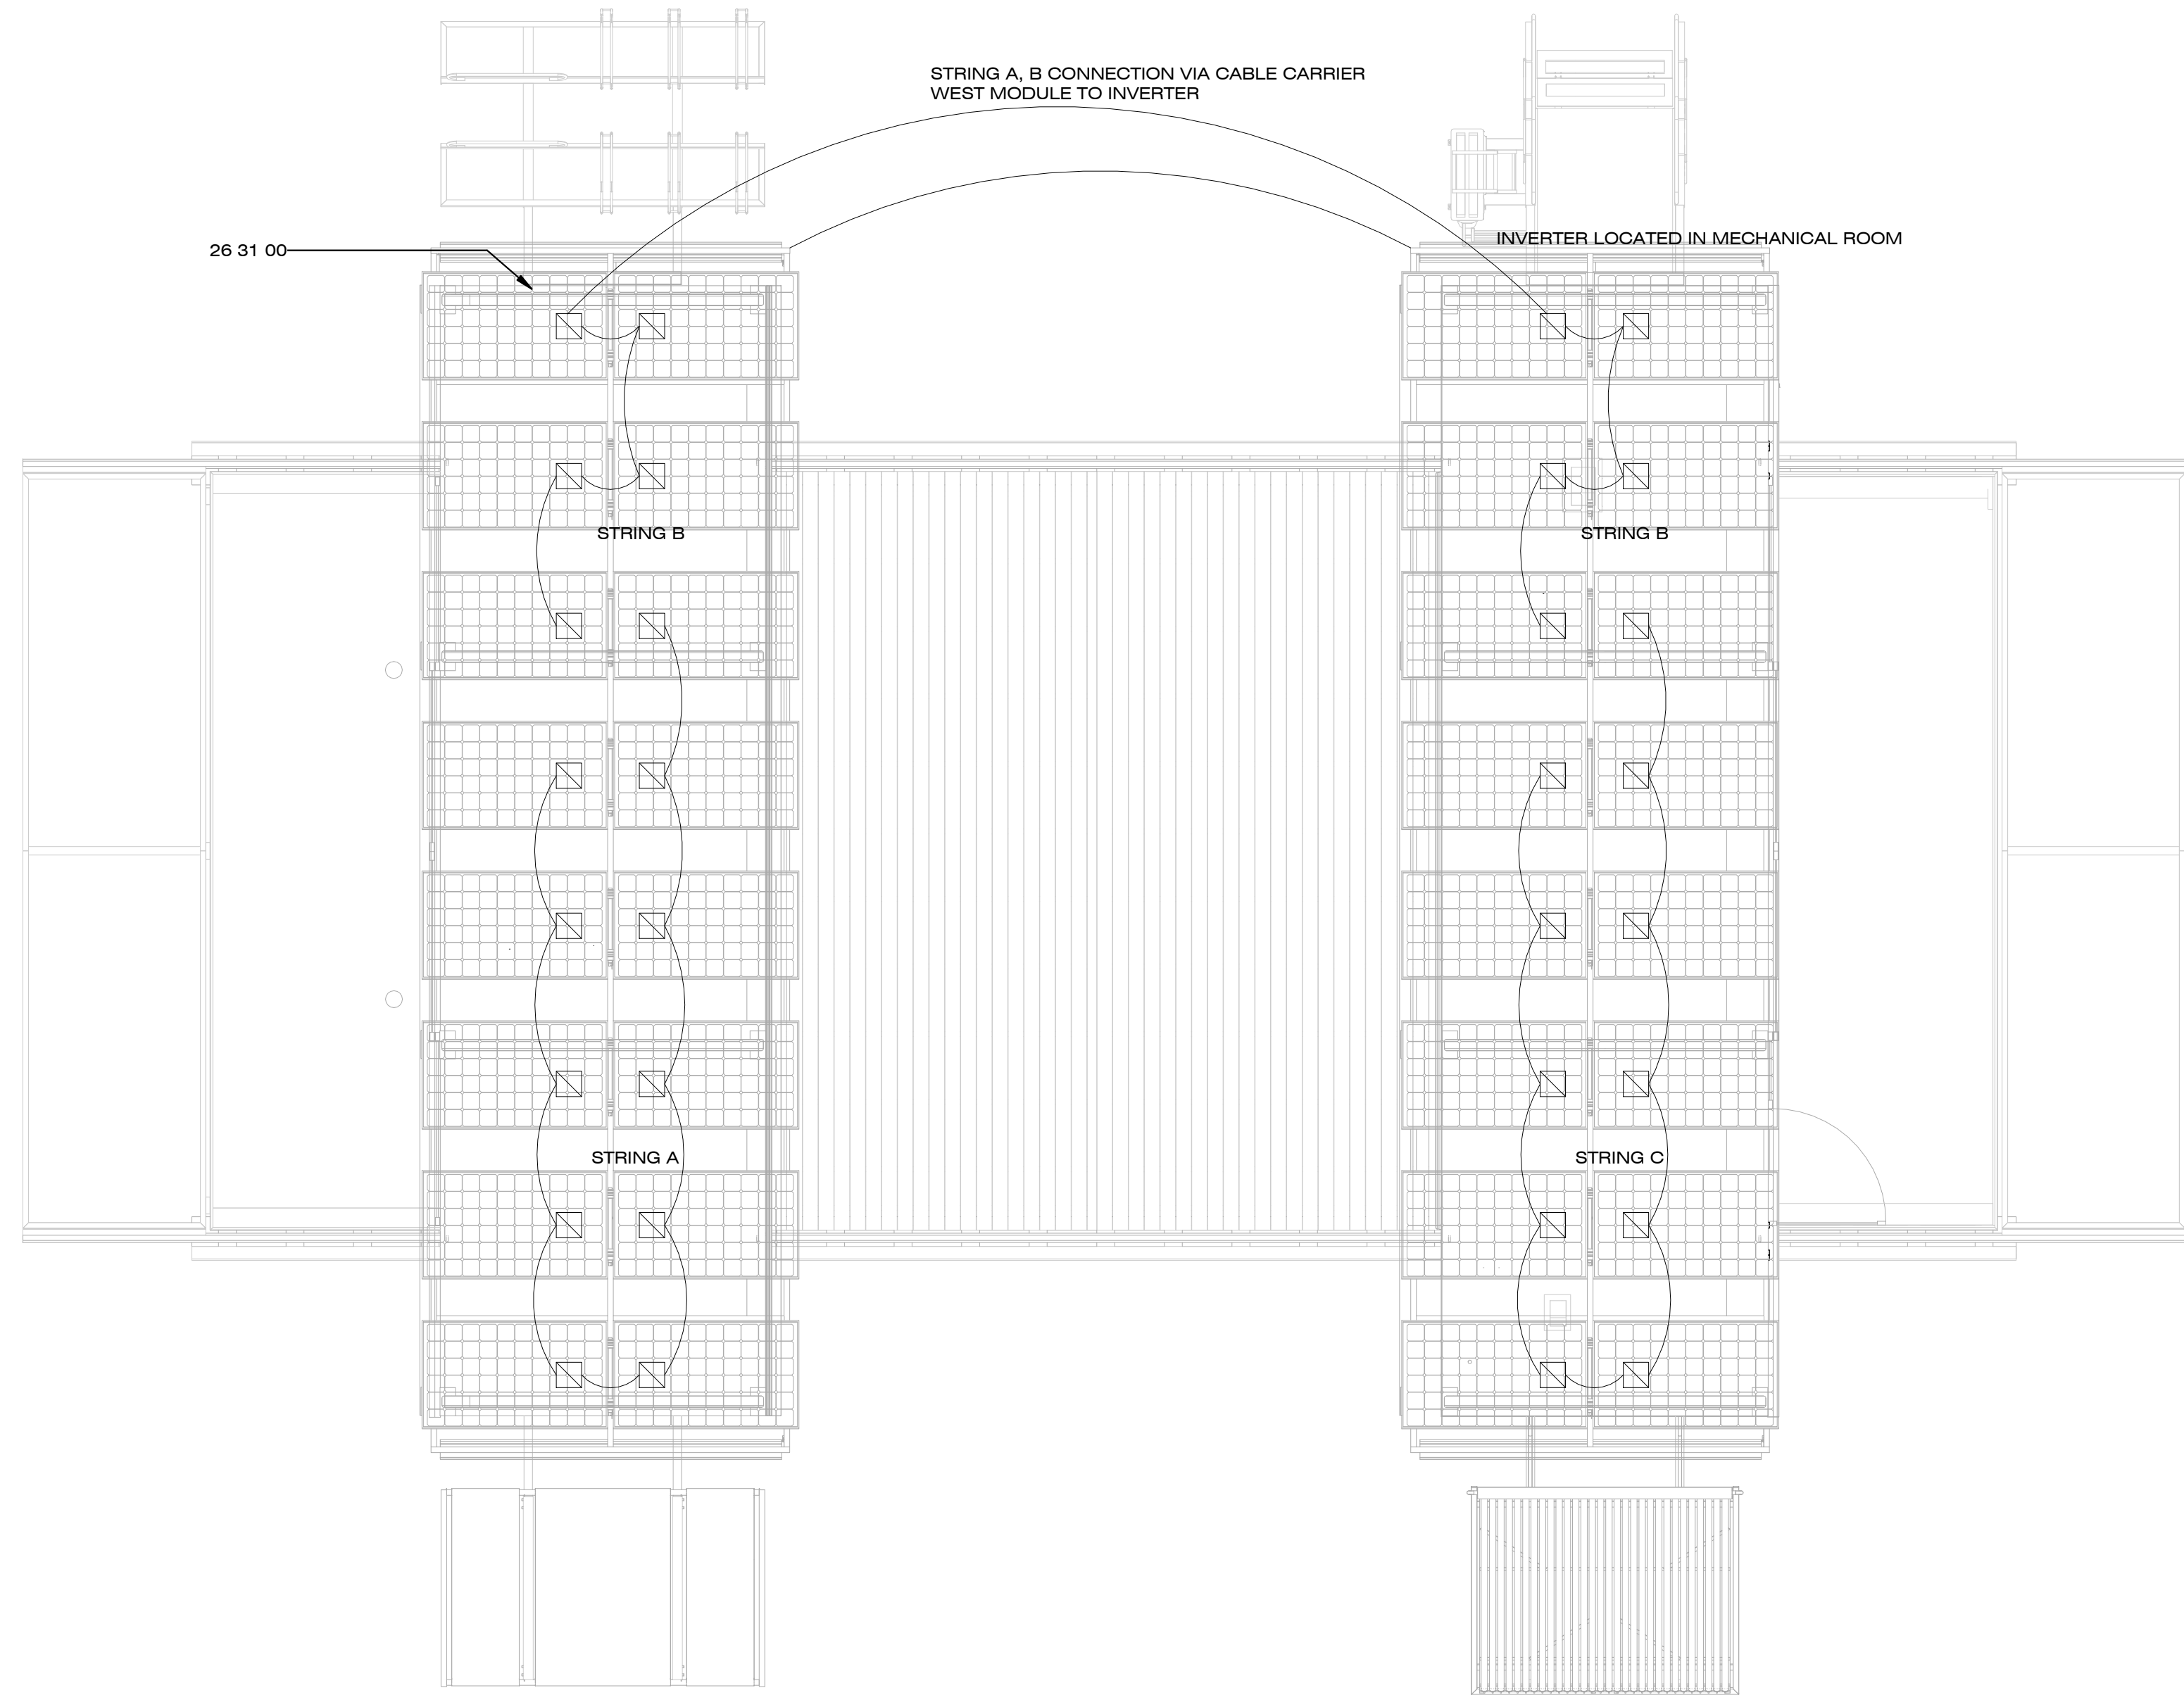 STRING A, B CONNECTION VIA CABLE CARRIER
WEST MODULE TO INVERTER
26 31 00
INVERTER LOCATED IN MECHANICAL ROOM
STRING B
STRING B
STRING A
STRING C